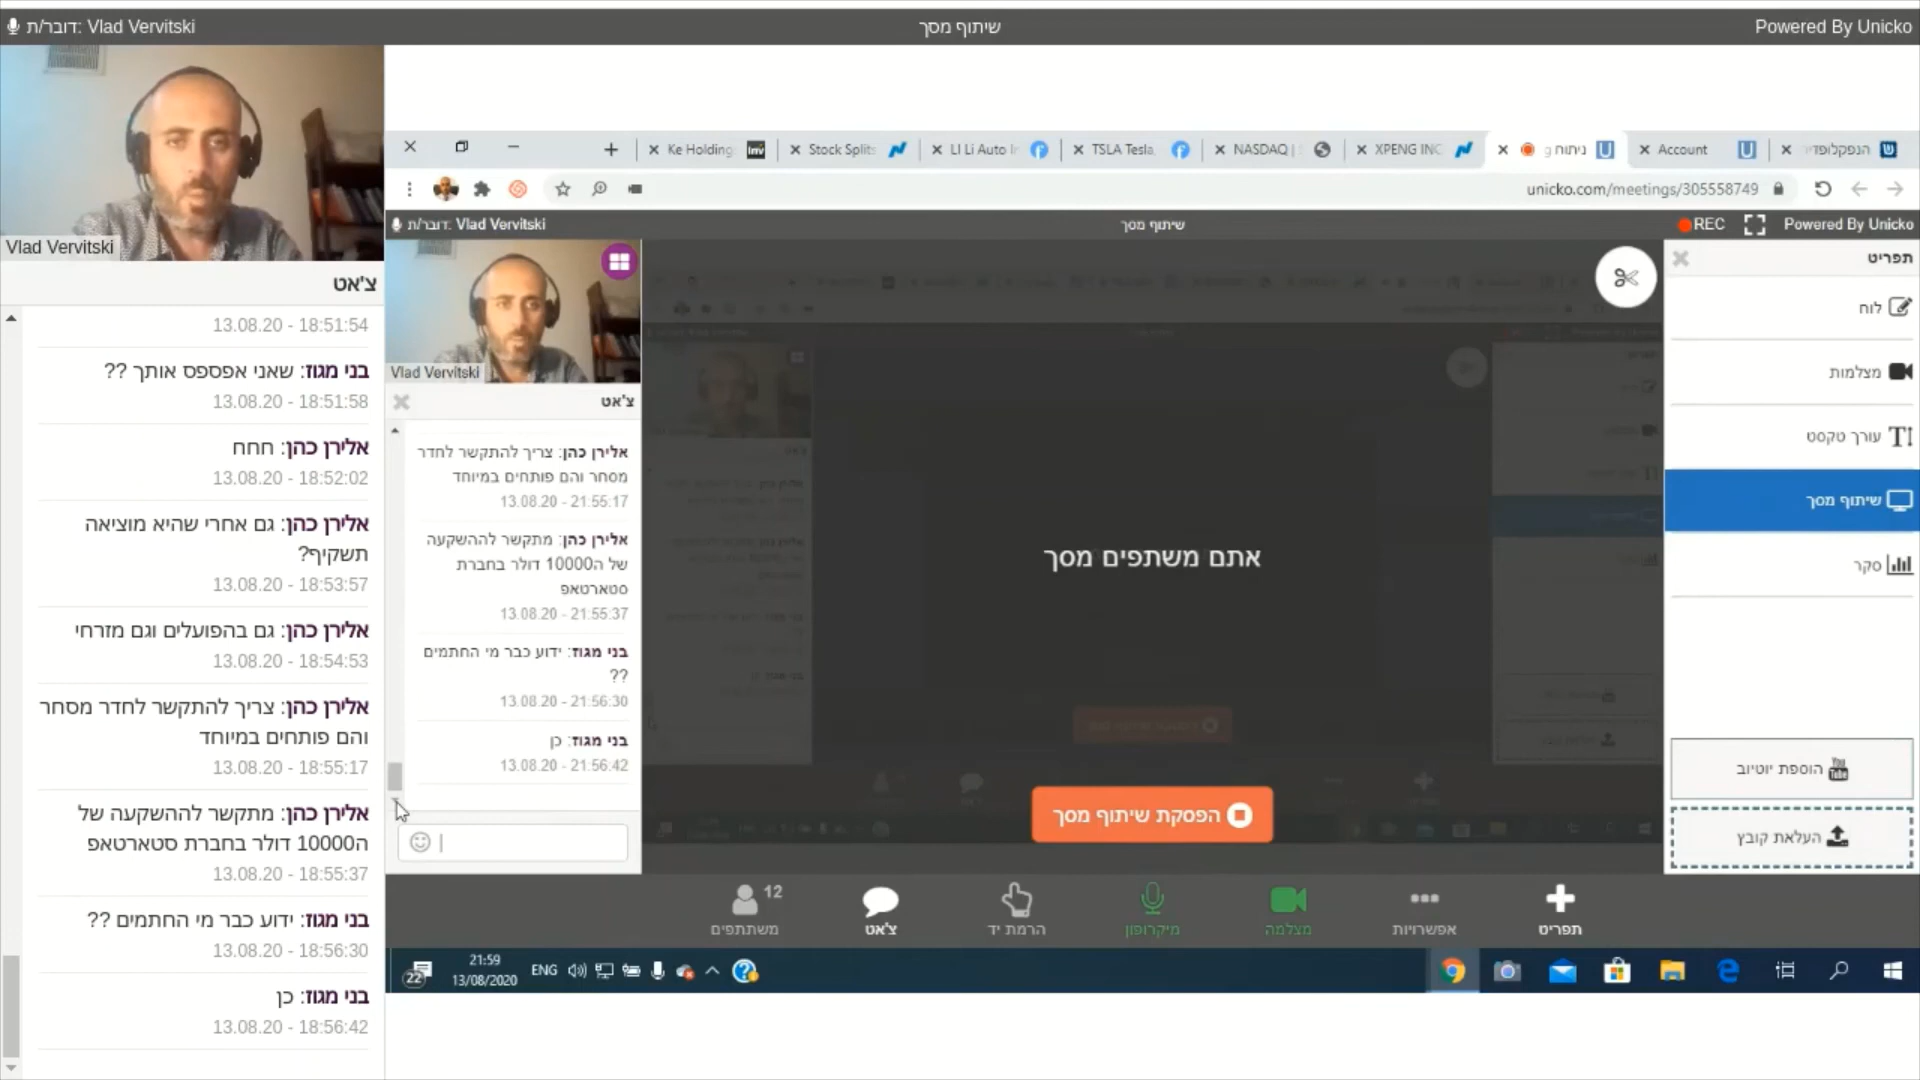 דובר/ת: Vlad Vervitski
שיתוף מסך
Powered By Unicko
Vlad Vervitski
צ'אט
13.08.20 - 18:51:54
בני מגוז: שאני אפספס אותך ??
13.08.20 - 18:51:58
אלירן כהן: חחח
13.08.20 - 18:52:02
אלירן כהן: גם אחרי שהיא מוציאה
תשקיף?
13.08.20 - 18:53:57
אלירן כהן: גם בהפועלים וגם מזרחי
13.08.20 - 18:54:53
אלירן כהן: צריך להתקשר לחדר מסחר
והם פותחים במיוחד
13.08.20 - 18:55:17
אלירן כהן: מתקשר לההשקעה של
ה10000 דולר בחברת סטארטאפ
13.08.20 - 18:55:37
בני מגוז: ידוע כבר מי החתמים ??
13.08.20 - 18:56:30
בני מגוז: כן
13.08.20 - 18:56:42
Ke Holding
Stock Splits
LI Li Auto
TSLA Tesla,
NASDAQ |
XPENG INC
ניתוח
Account
הנפקלופדי
unicko.com/meetings/305558749
דובר/ת: Vlad Vervitski
שיתוף מסך
REC
Powered By Unicko
Vlad Vervitski
צ'אט
אלירן כהן: צריך להתקשר לחדר
מסחר והם פותחים במיוחד
13.08.20 - 21:55:17
אלירן כהן: מתקשר לההשקעה
של ה10000 דולר בחברת
סטארטאפ
13.08.20 - 21:55:37
בני מגוז: ידוע כבר מי החתמים
??
13.08.20 - 21:56:30
בני מגוז: כן
13.08.20 - 21:56:42
אתם משתפים מסך
הפסקת שיתוף מסך
תפריט
לוח
מצלמות
עורך טקסט
שיתוף מסך
סקר
הוספת יוטיוב
העלאת קובץ
תפריט
אפשרויות
מצלמה
מיקרופון
הרמת יד
צ'אט
משתתפים
12
22
21:59
13/08/2020
ENG